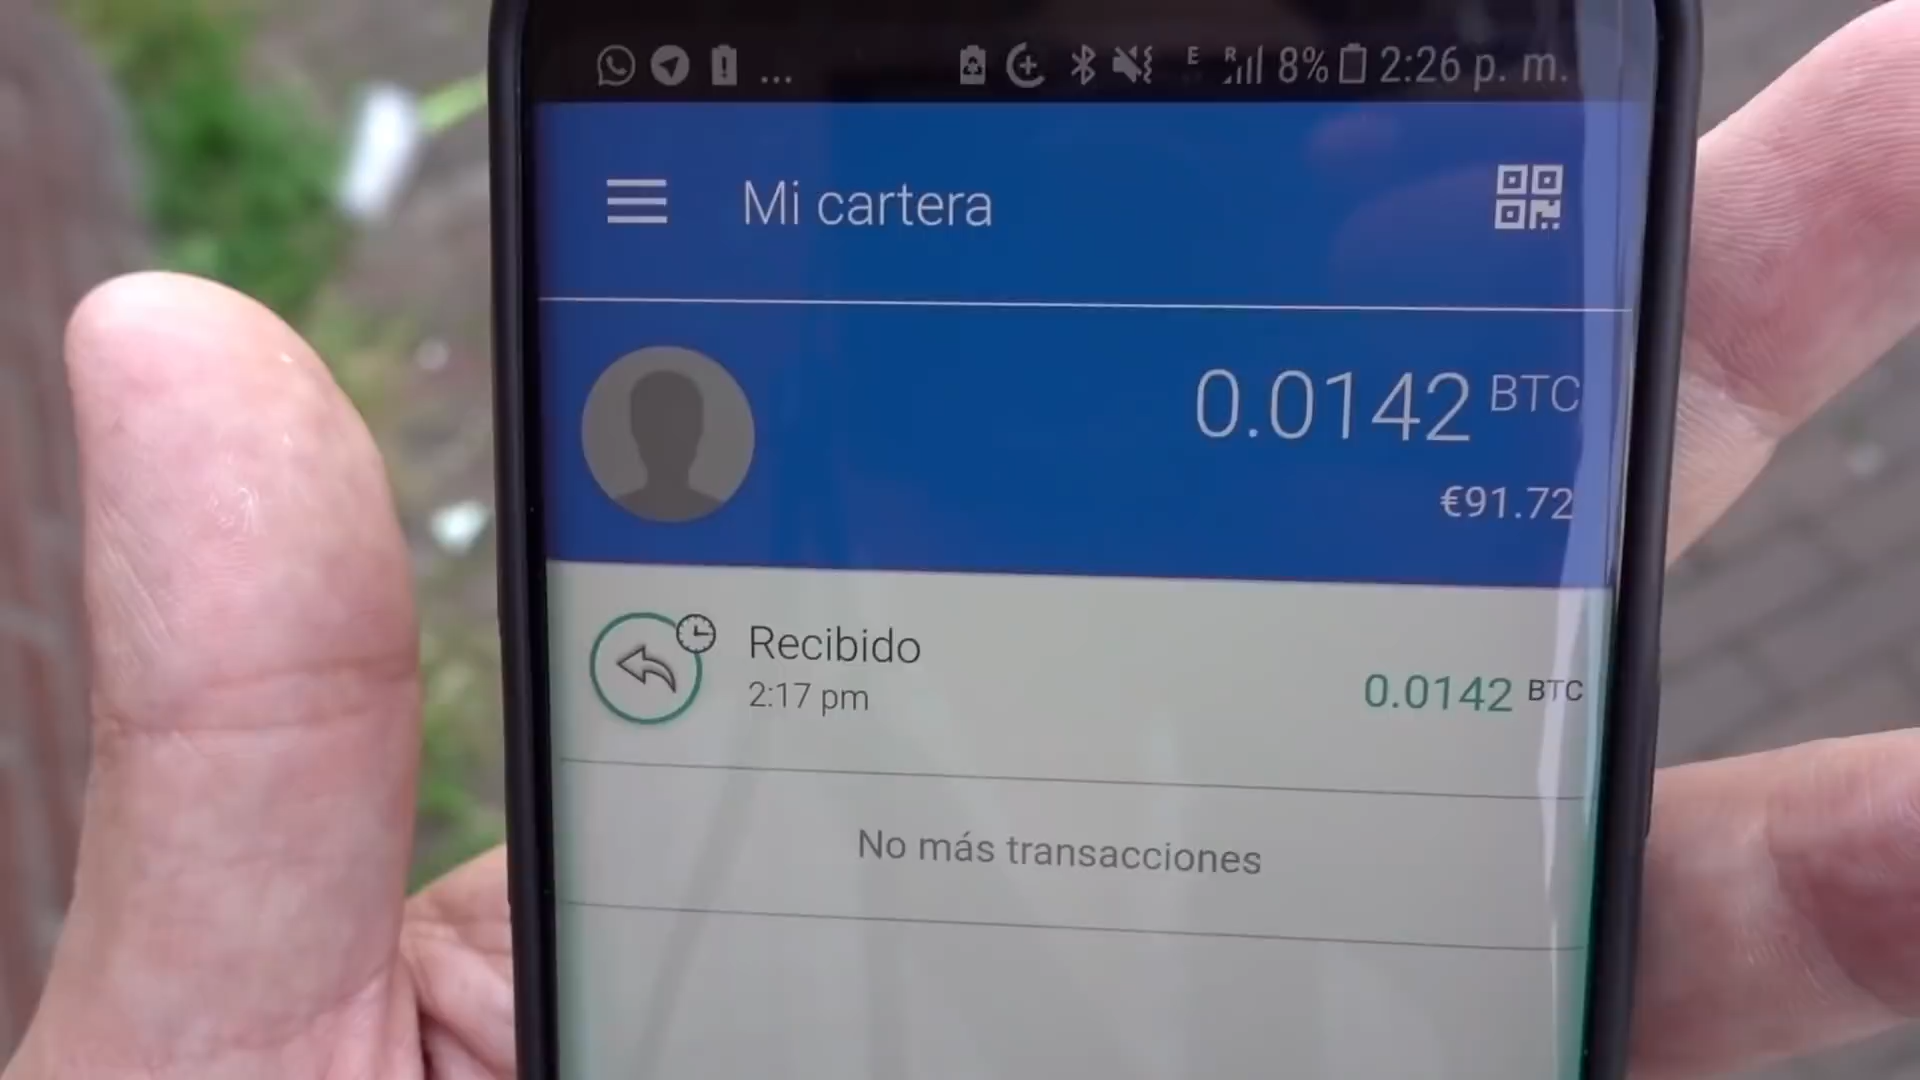 ... E R 8% 2:26 p. m.
Mi cartera
0.0142 BTC
€91.72
Recibido
2:17 pm
0.0142 BTC
No más transacciones